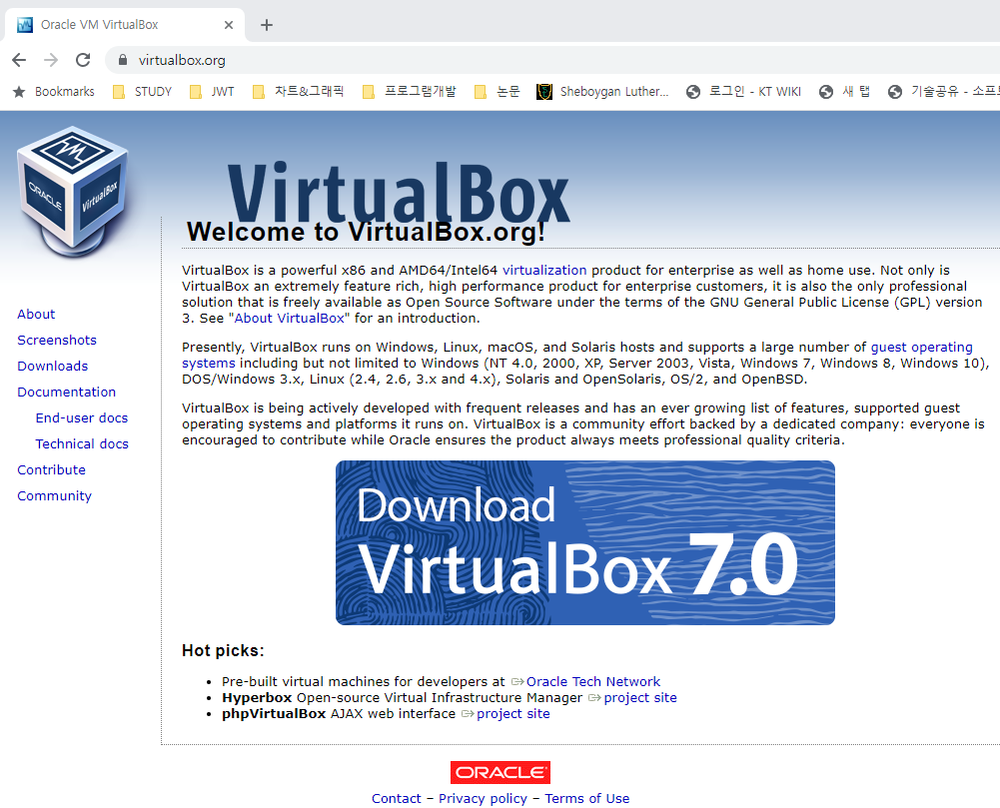 Oracle VM VirtualBox
virtualbox.org
Bookmarks STUDY JWT 차트&그래픽 프로그램개발 논문 Sheboygan Luther... 로그인 - KT WIKI 새 탭 기술공유 - 소프
ORACLE
VirtualBox
VirtualBox
Welcome to VirtualBox.org!
VirtualBox is a powerful x86 and AMD64/Intel64 virtualization product for enterprise as well as home use. Not only is
VirtualBox an extremely feature rich, high performance product for enterprise customers, it is also the only professional
solution that is freely available as Open Source Software under the terms of the GNU General Public License (GPL) version
3. See "About VirtualBox" for an introduction.
Presently, VirtualBox runs on Windows, Linux, macOS, and Solaris hosts and supports a large number of guest operating
systems including but not limited to Windows (NT 4.0, 2000, XP, Server 2003, Vista, Windows 7, Windows 8, Windows 10),
DOS/Windows 3.x, Linux (2.4, 2.6, 3.x and 4.x), Solaris and OpenSolaris, OS/2, and OpenBSD.
VirtualBox is being actively developed with frequent releases and has an ever growing list of features, supported guest
operating systems and platforms it runs on. VirtualBox is a community effort backed by a dedicated company: everyone is
encouraged to contribute while Oracle ensures the product always meets professional quality criteria.
About
Screenshots
Downloads
Documentation
End-user docs
Technical docs
Contribute
Community
Download
VirtualBox 7.0
Hot picks:
• Pre-built virtual machines for developers at Oracle Tech Network
• Hyperbox Open-source Virtual Infrastructure Manager project site
• phpVirtualBox AJAX web interface project site
ORACLE
Contact – Privacy policy – Terms of Use